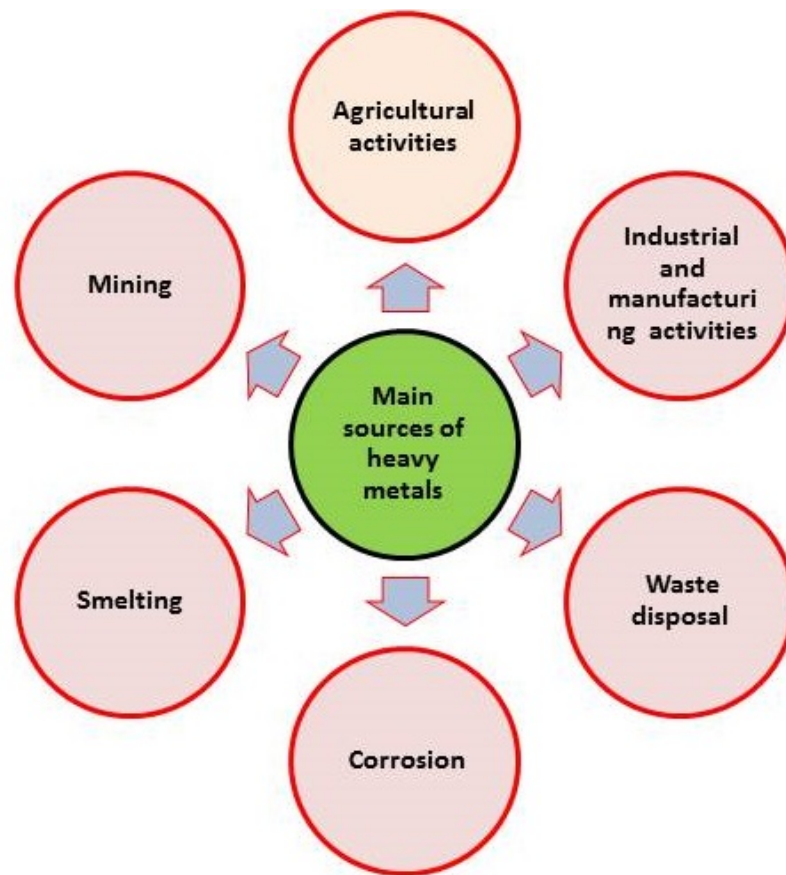 Agricultural
activities
Industrial
and
manufacturi
ng activities
Mining
Main
sources of
heavy
metals
Smelting
Waste
disposal
Corrosion